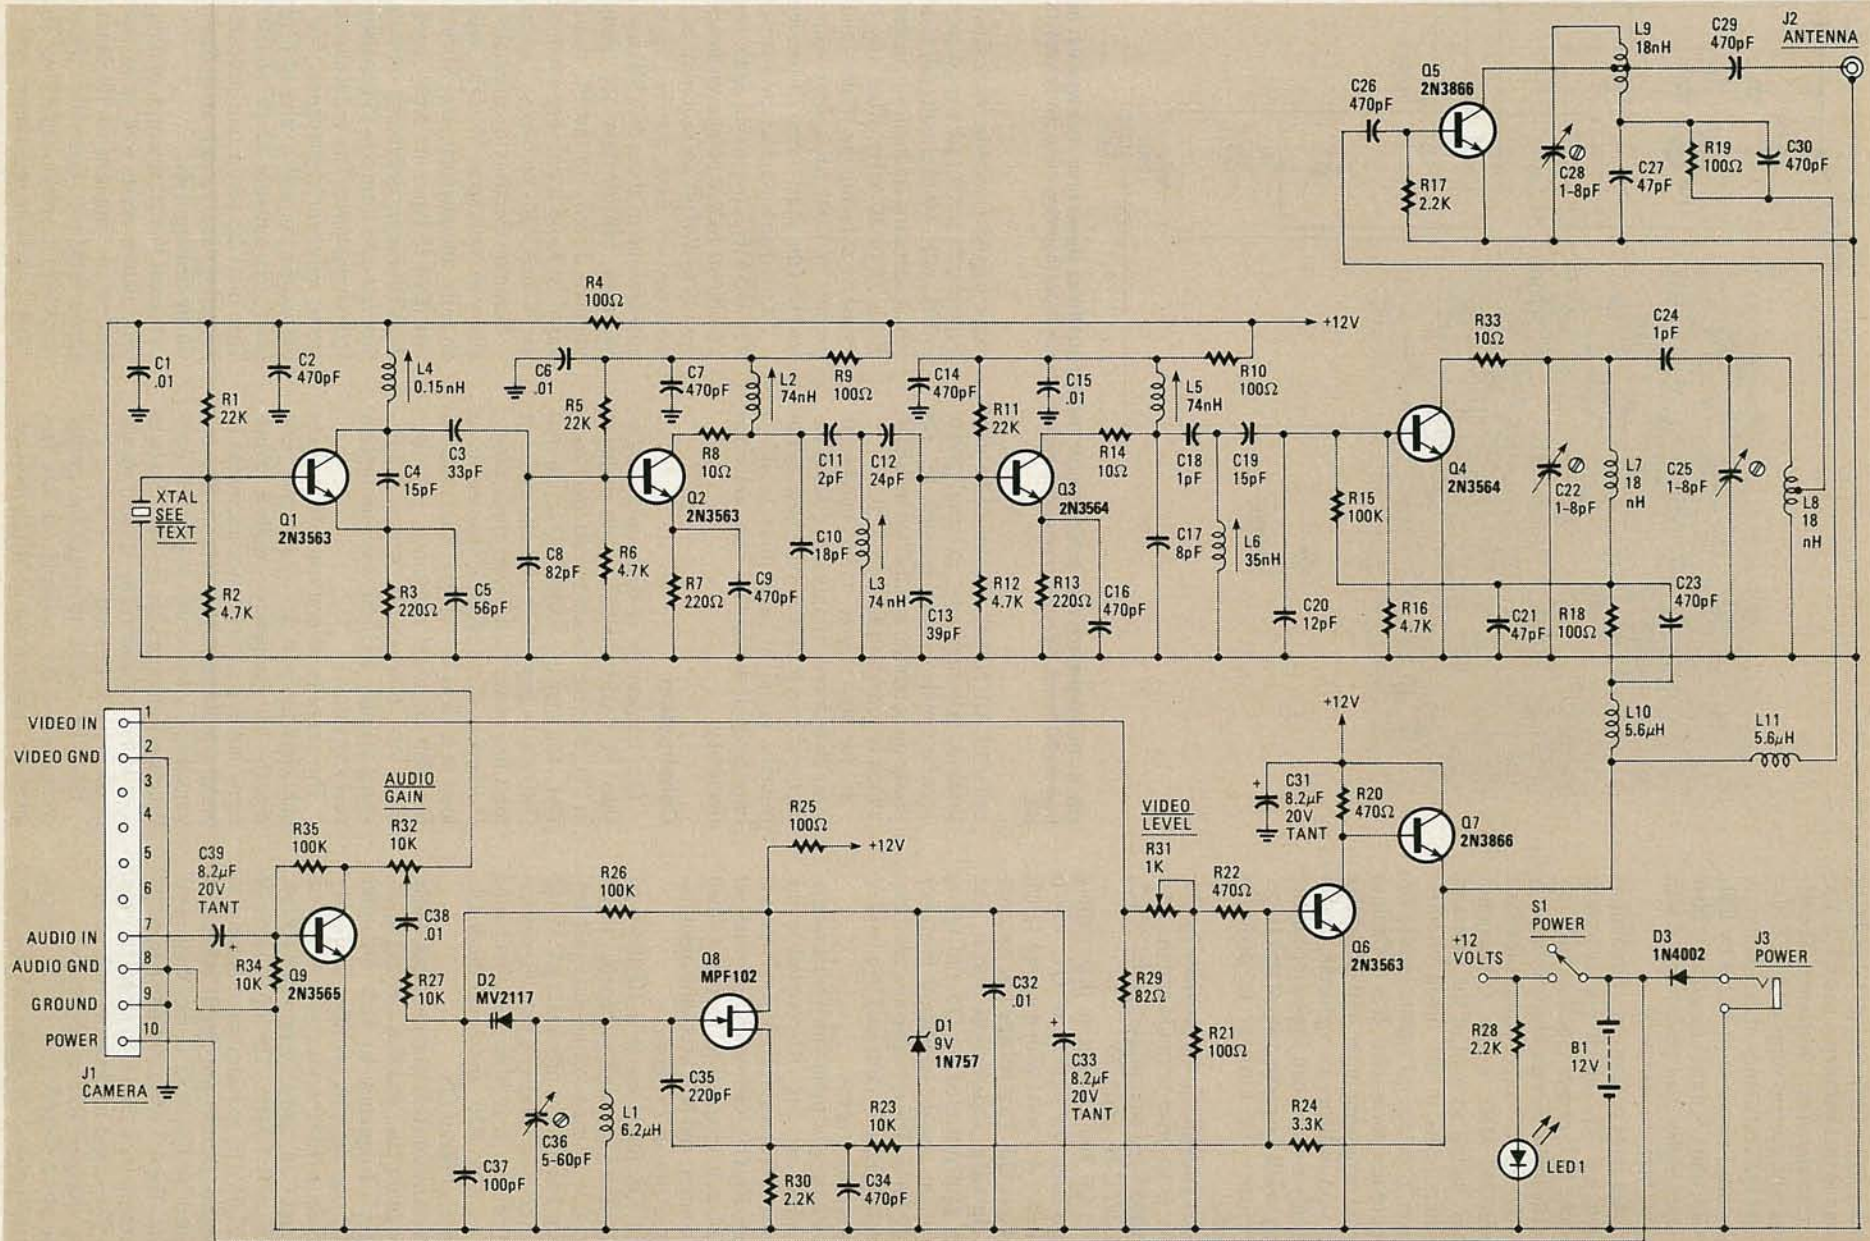 L9
18nH
C29
470pF
J2
ANTENNA
Q5
2N3866
C26
470pF
R17
2.2K
C28
1-8pF
C27
47pF
R19
100Ω
C30
470pF
R4
100Ω
+12V
C1
.01
R1
22K
C2
470pF
L4
0.15nH
C6
.01
R5
22K
C7
470pF
L2
74nH
R9
100Ω
C14
470pF
R11
22K
C15
.01
L5
74nH
R10
100Ω
R33
10Ω
C24
1pF
XTAL
SEE
TEXT
Q1
2N3563
C3
33pF
C4
15pF
R8
10Ω
Q2
2N3563
C11
2pF
C12
24pF
Q3
2N3564
R14
10Ω
C18
1pF
C19
15pF
R15
100K
Q4
2N3564
C22
1-8pF
L7
18
nH
C25
1-8pF
L8
18
nH
R2
4.7K
R3
220Ω
C5
56pF
C8
82pF
R6
4.7K
R7
220Ω
C9
470pF
C10
18pF
L3
74nH
C13
39pF
R12
4.7K
R13
220Ω
C16
470pF
C17
8pF
L6
35nH
C20
12pF
R16
4.7K
C21
47pF
R18
100Ω
C23
470pF
L10
5.6μH
L11
5.6μH
VIDEO IN
1
VIDEO GND
2
3
4
5
6
AUDIO IN
7
AUDIO GND
8
GROUND
9
POWER
10
J1
CAMERA
C39
8.2μF
20V
TANT
+
R35
100K
AUDIO
GAIN
R32
10K
R34
10K
Q9
2N3565
C38
.01
R27
10K
R26
100K
R25
100Ω
+12V
D2
MV2117
Q8
MPF102
C37
100pF
C36
5-60pF
L1
6.2μH
C35
220pF
R30
2.2K
C34
470pF
R23
10K
D1
9V
1N757
C32
.01
+
C33
8.2μF
20V
TANT
VIDEO
LEVEL
R31
1K
R22
470Ω
R29
82Ω
R21
100Ω
R24
3.3K
+12V
+
C31
8.2μF
20V
TANT
R20
470Ω
Q7
2N3866
Q6
2N3563
S1
POWER
+12
VOLTS
D3
1N4002
J3
POWER
R28
2.2K
B1
12V
LED1